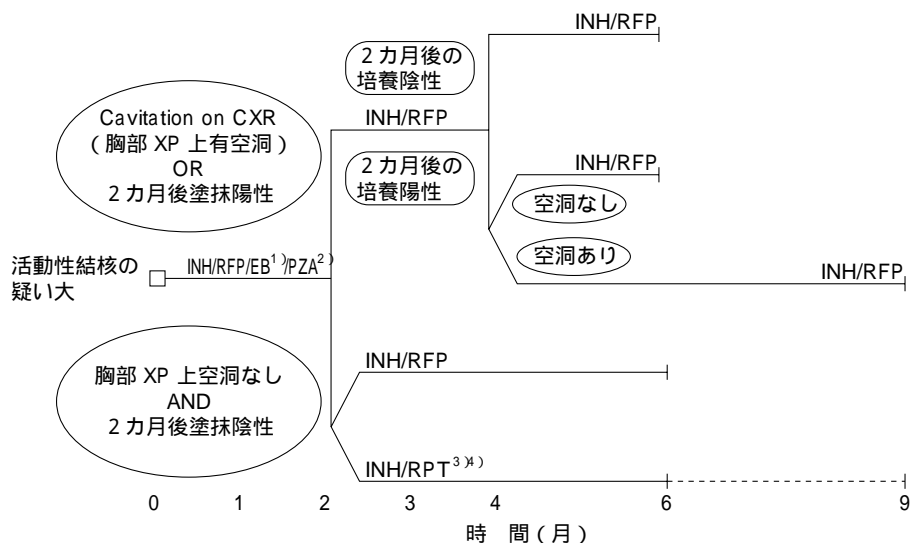 INH/RFP
2カ月後の
培養陰性
Cavitation on CXR
(胸部 XP 上有空洞)
OR
2カ月後塗抹陽性
INH/RFP
2カ月後の
培養陽性
INH/RFP
空洞なし
空洞あり
活動性結核の
疑い大
INH/RFP/EB1)/PZA2)
INH/RFP
胸部 XP 上空洞なし
AND
2カ月後塗抹陰性
INH/RFP
INH/RPT3)4)
0 1 2 3 4 6 9
時 間(月)